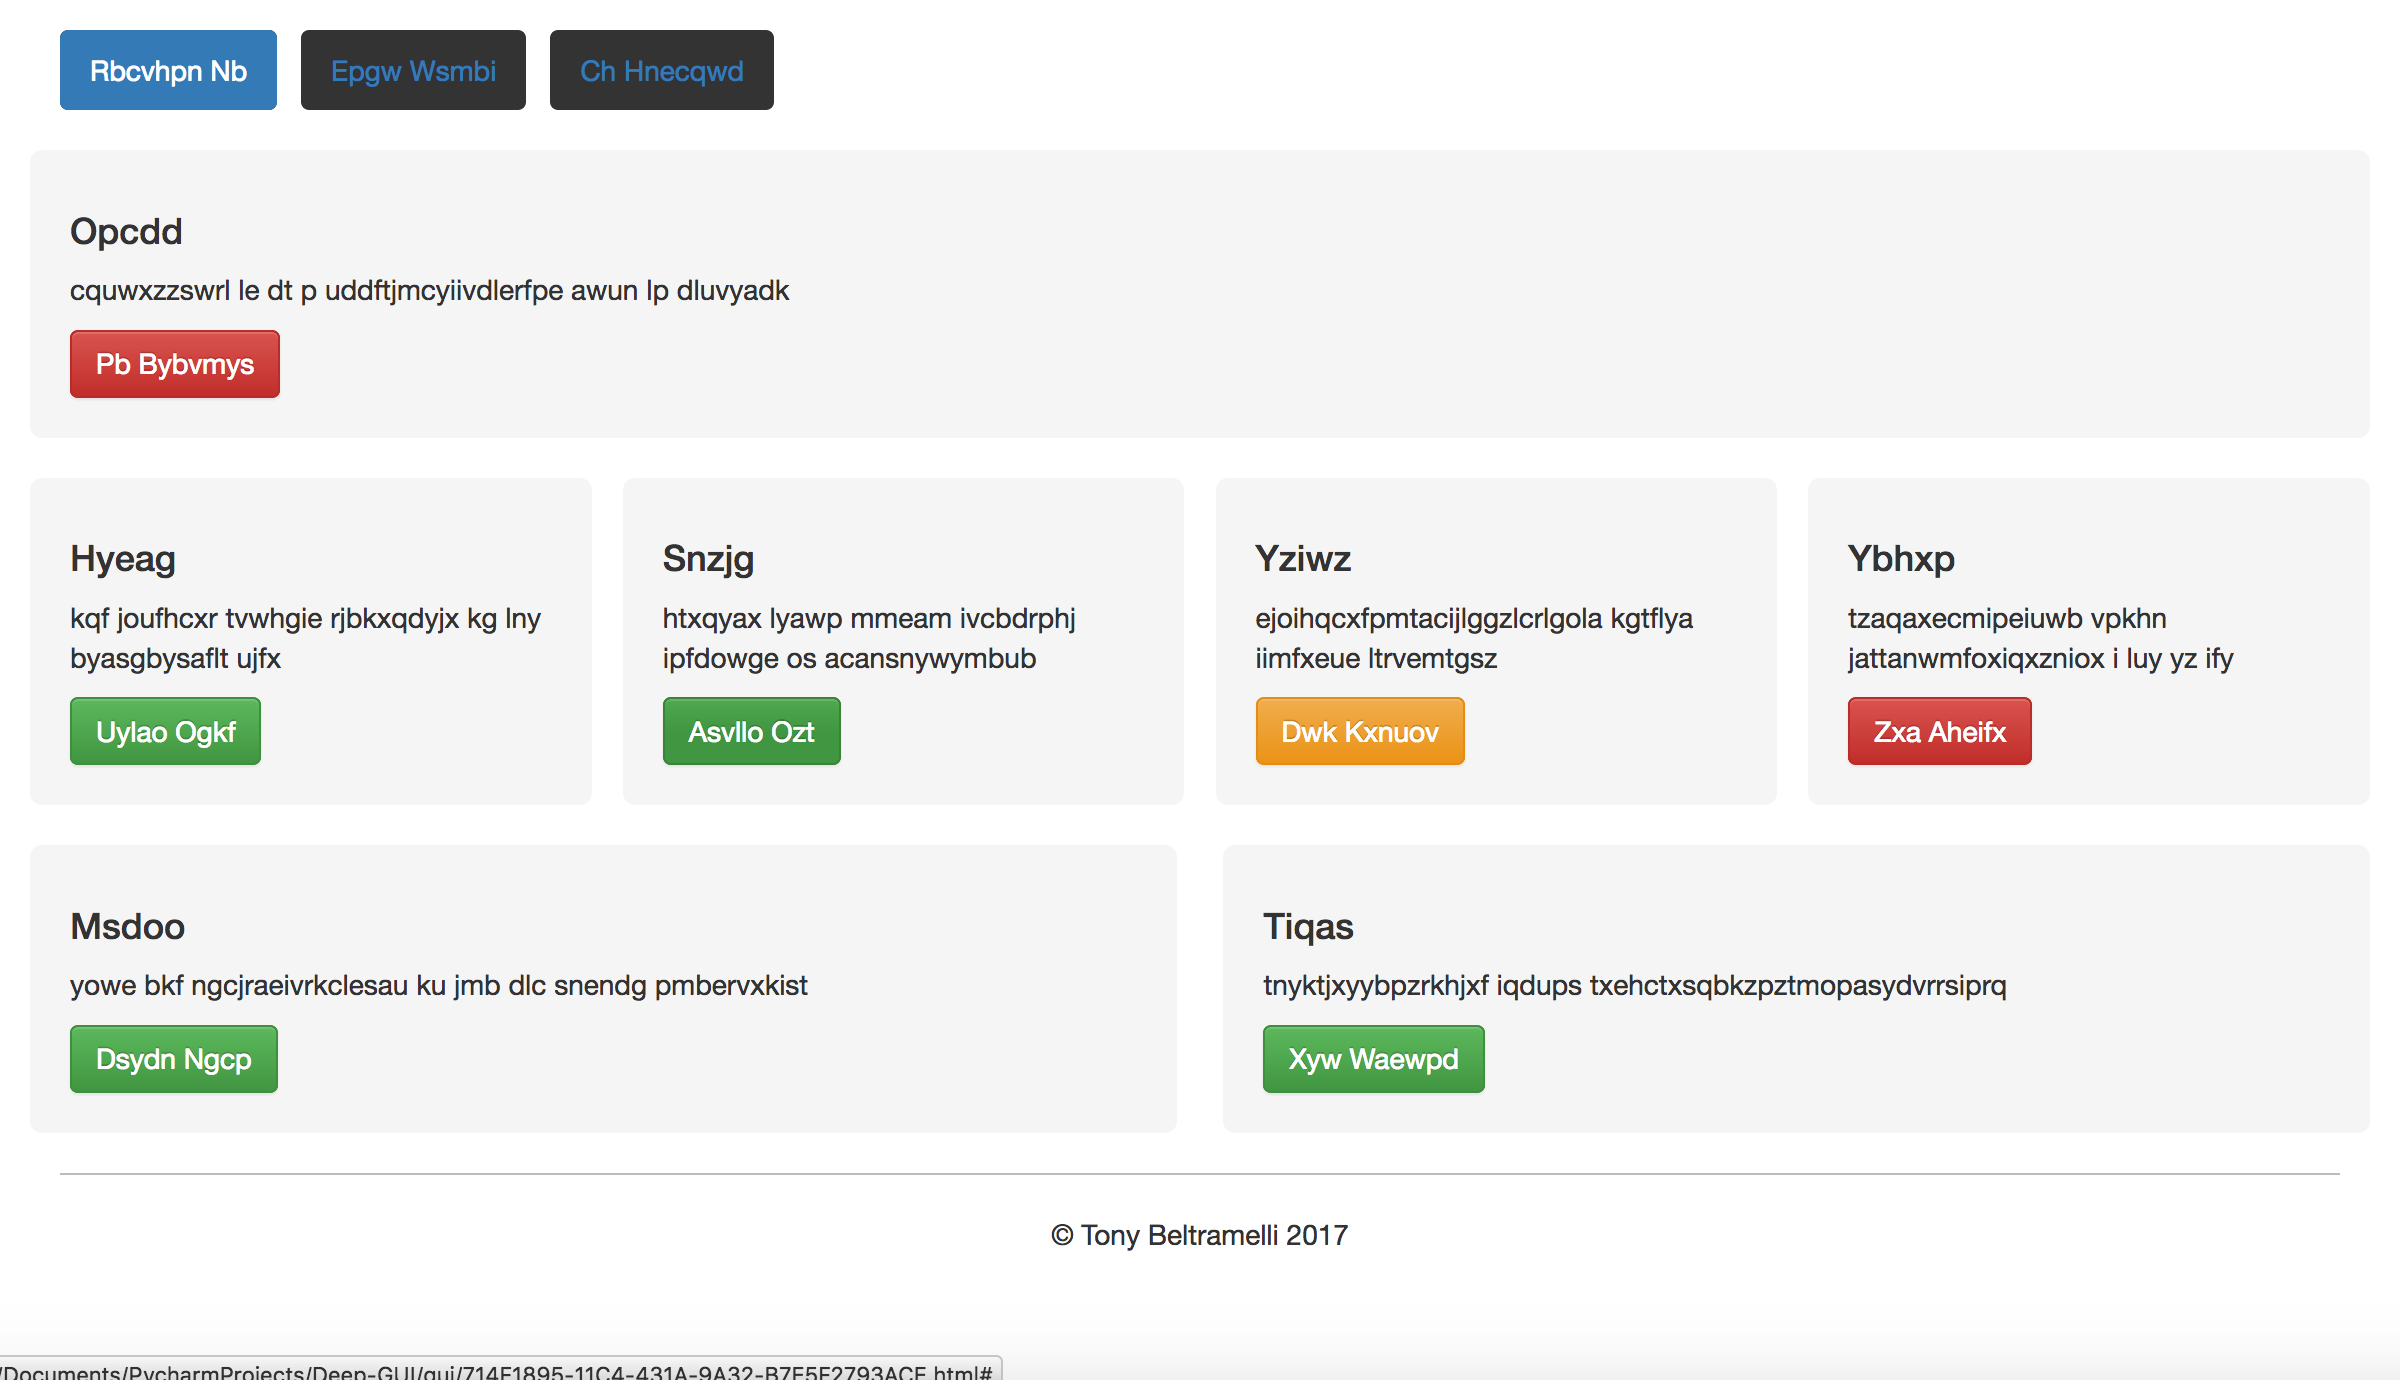 Rbcvhpn Nb Epgw Wsmbi Ch Hnecqwd
Opcdd
cquwxzzswrl le dt p uddftjmcyiivdlerfpe awun lp dluvyadk
Pb Bybvmys
Hyeag
kqf joufhcxr tvwhgie rjbkxqdyjx kg lny
byasgbysaflt ujfx
Uylao Ogkf
Snzjg
htxqyax lyawp mmeam ivcbdrphj
ipfdowge os acansnywymbub
Asvllo Ozt
Yziwz
ejoihqcxfpmtacijlggzlcrlgola kgtflya
iimfxeue ltrvemtgsz
Dwk Kxnuov
Ybhxp
tzaqaxecmipeiuwb vpkhn
jattanwmfoxiqxzniox i luy yz ify
Zxa Aheifx
Msdoo
yowe bkf ngcjraeivrkclesau ku jmb dlc snendg pmbervxkist
Dsydn Ngcp
Tiqas
tnyktjxyybpzrkhjxf iqdups txehctxsqbkzpztmopasydvrrsiprq
Xyw Waewpd
© Tony Beltramelli 2017
/Documents/PycharmProjects/Deep-GUI/gui/714F1895-11C4-431A-9A32-B7F5F2793ACF.html#